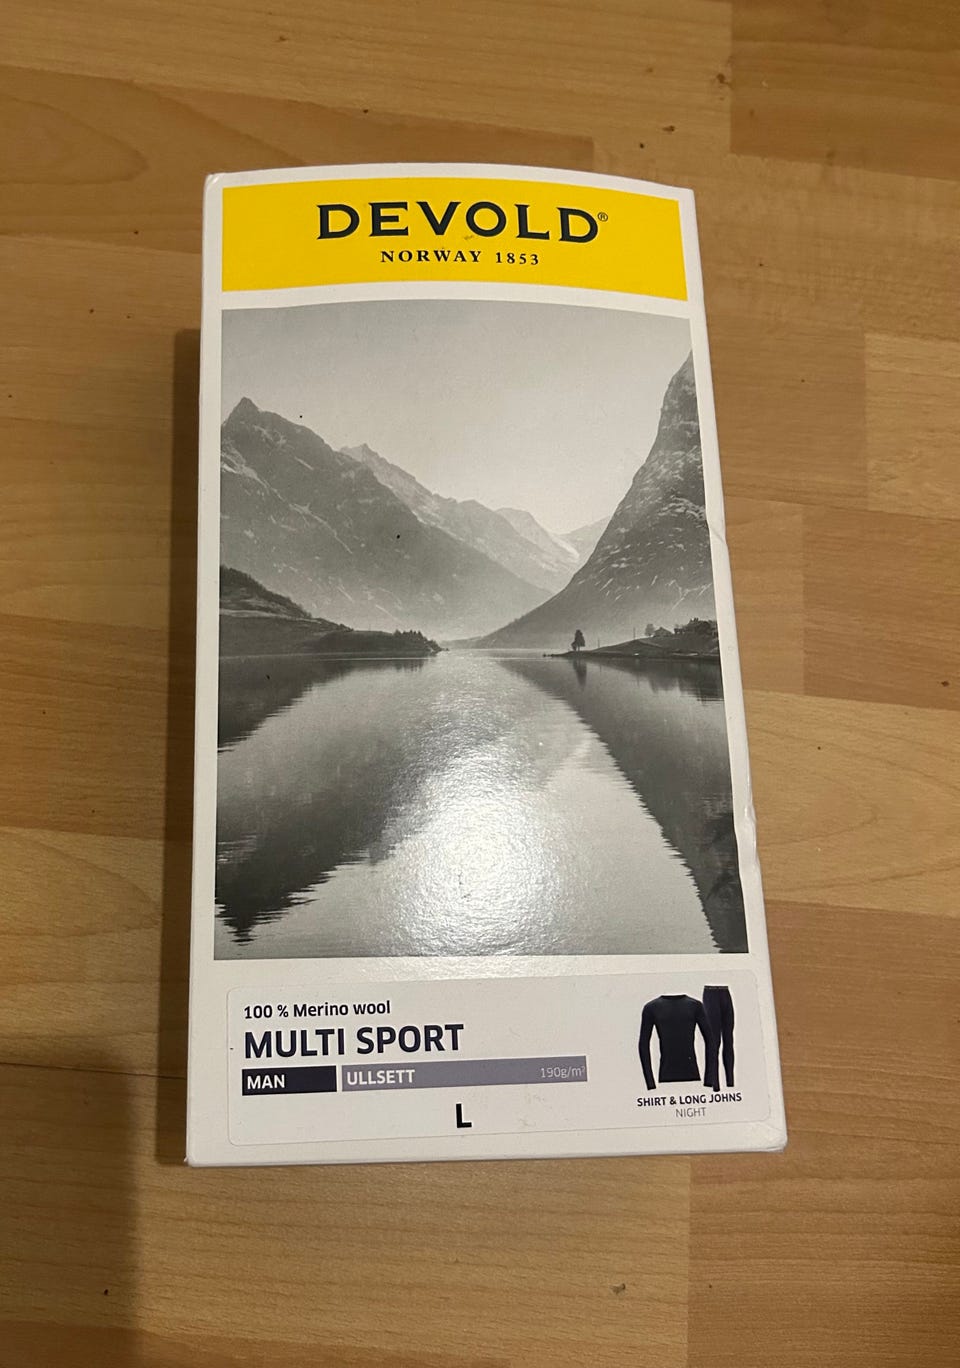 DEVOLD®
NORWAY 1853
100 % Merino wool
MULTI SPORT
MAN ULLSETT 190g/m²
L
SHIRT & LONG JOHNS
NIGHT